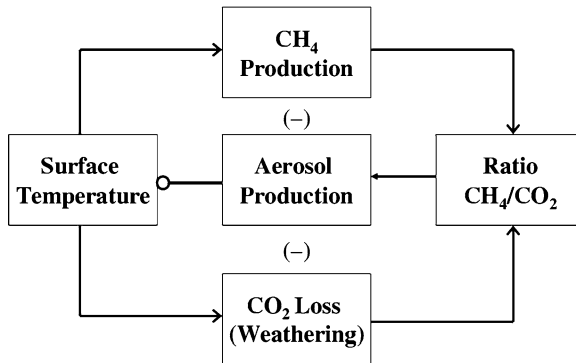 CH₄
Production
(–)
Surface
Temperature
Aerosol
Production
Ratio
CH₄/CO₂
(–)
CO₂ Loss
(Weathering)